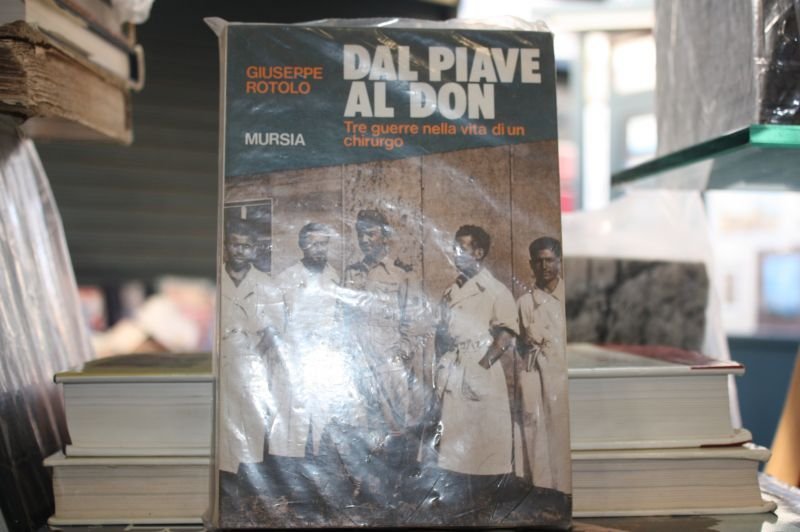 GIUSEPPE
ROTOLO
DAL PIAVE
AL DON
Tre guerre nella vita di un
chirurgo
MURSIA